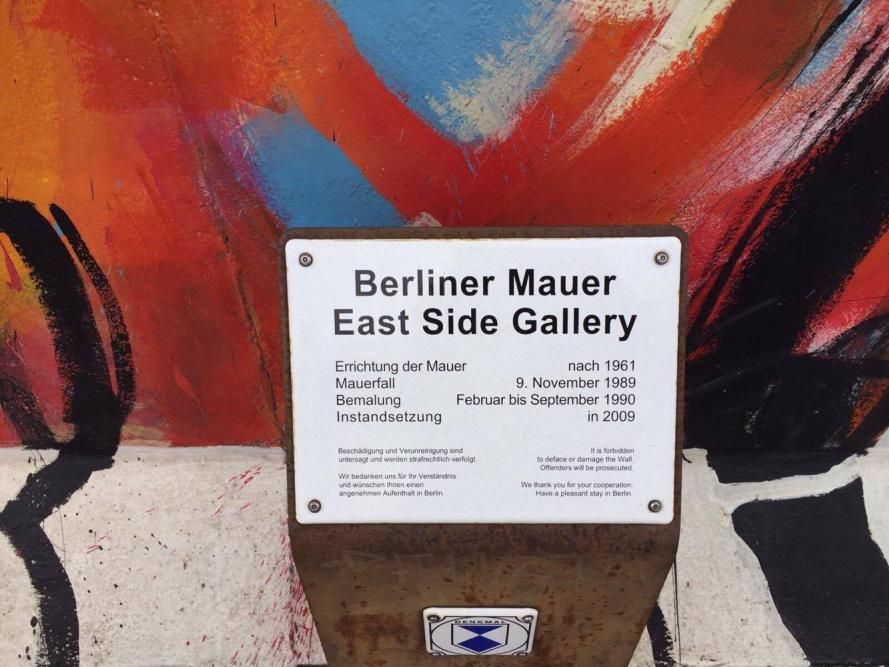 Berliner Mauer
East Side Gallery
Errichtung der Mauer nach 1961
Mauerfall 9. November 1989
Bemalung Februar bis September 1990
Instandsetzung in 2009
Beschädigung und Verunreinigung sind
untersagt und werden strafrechtlich verfolgt.
Wir bedanken uns für Ihr Verständnis
und wünschen Ihnen einen
angenehmen Aufenthalt in Berlin.
It is forbidden
to deface or damage the Wall.
Offenders will be prosecuted.
We thank you for your cooperation.
Have a pleasant stay in Berlin.
DENKMAL